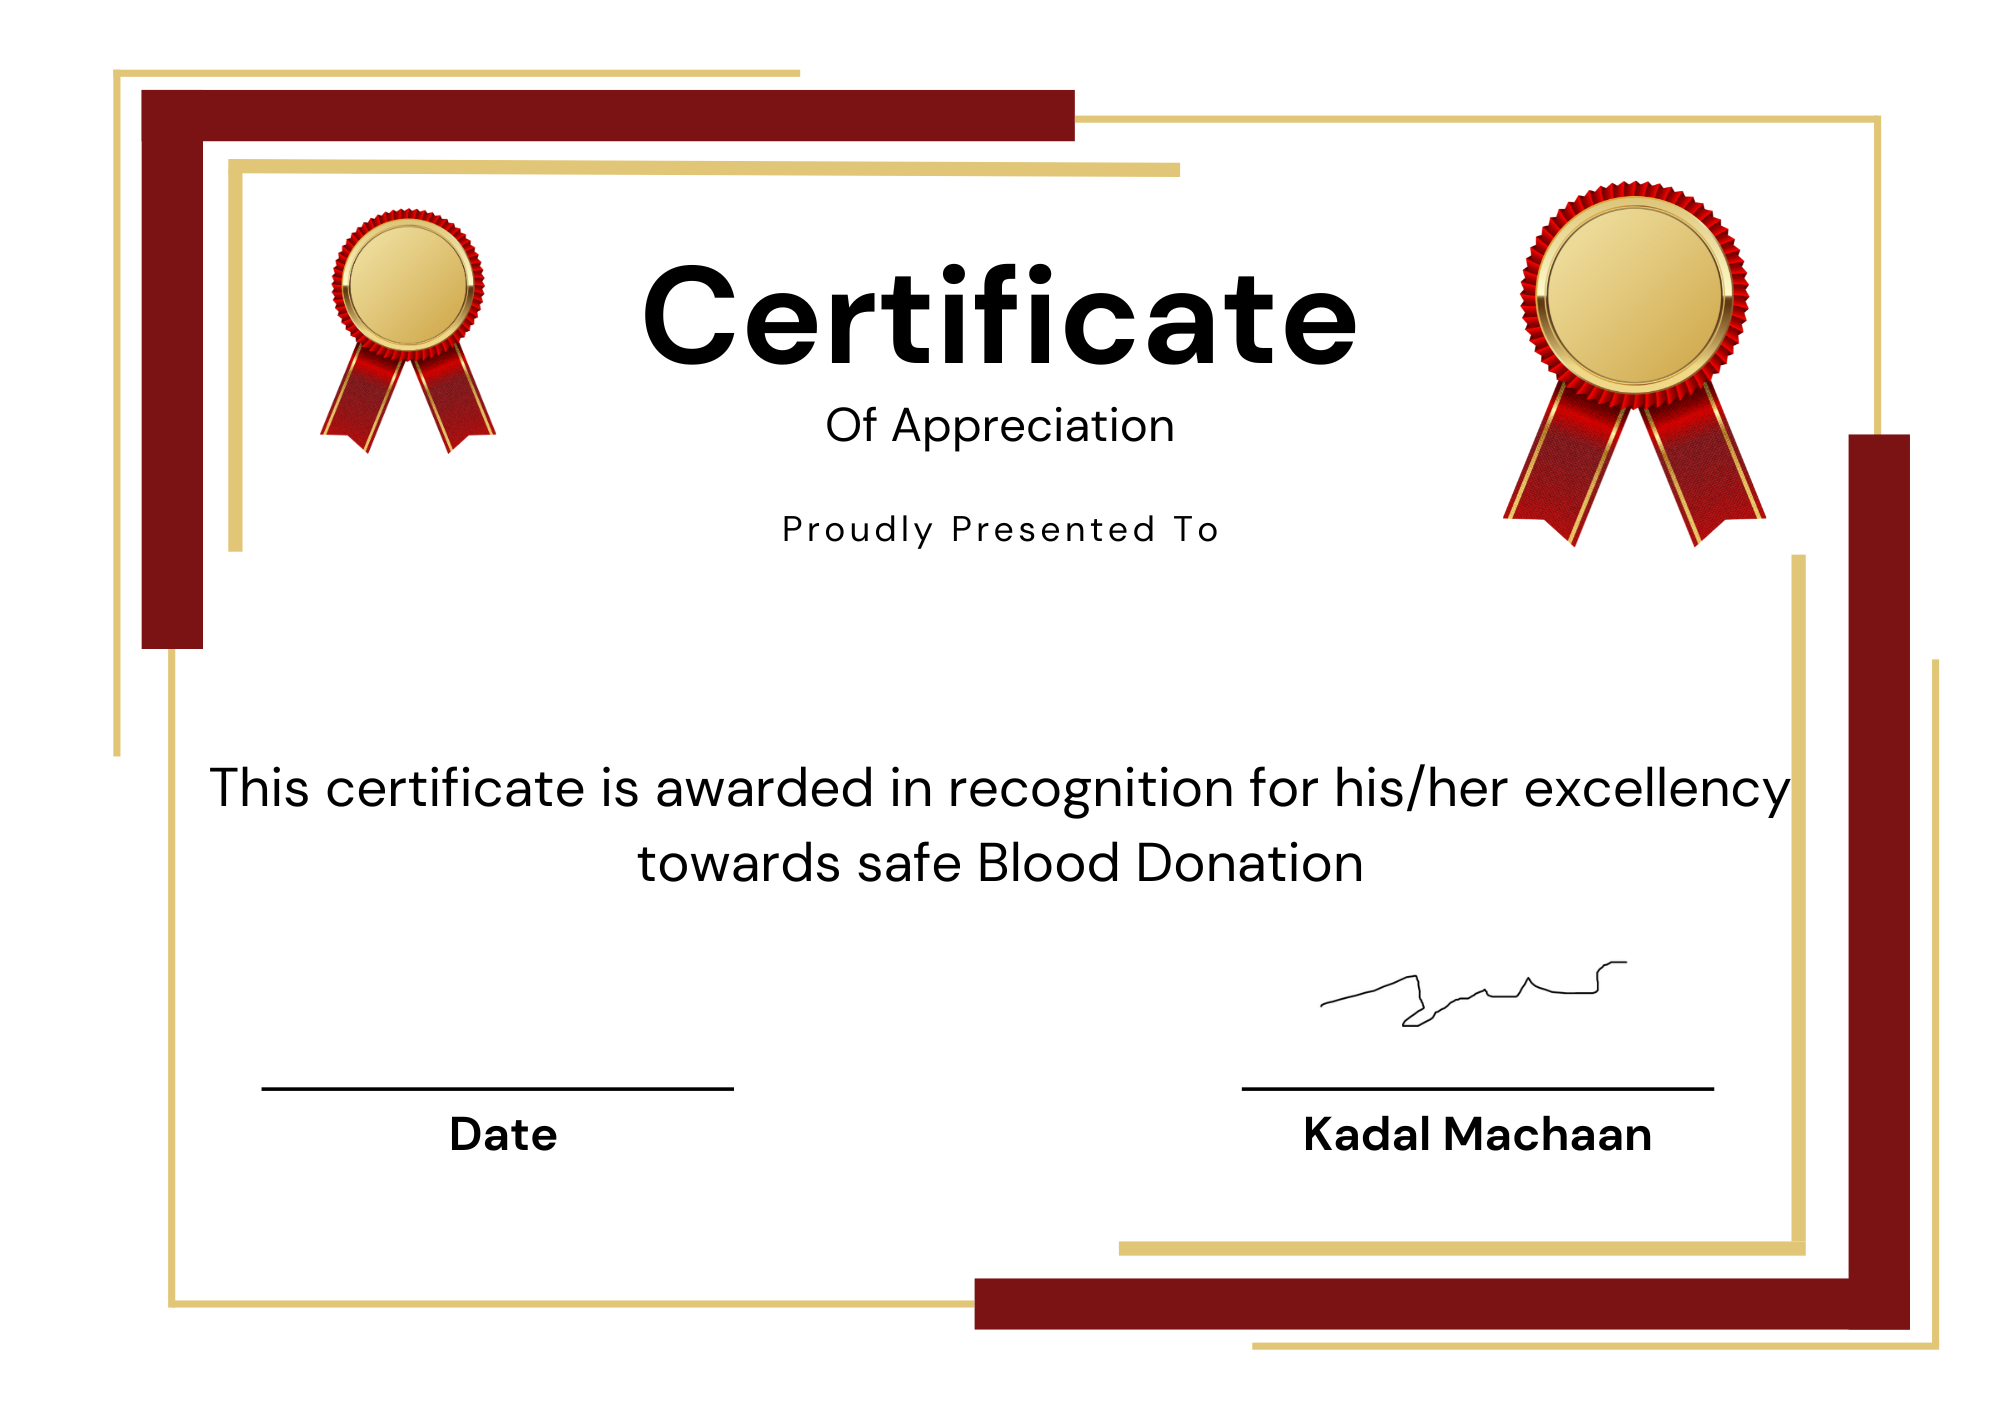 Certificate
Of Appreciation
Proudly Presented To
This certificate is awarded in recognition for his/her excellency
towards safe Blood Donation
Date
Kadal Machaan